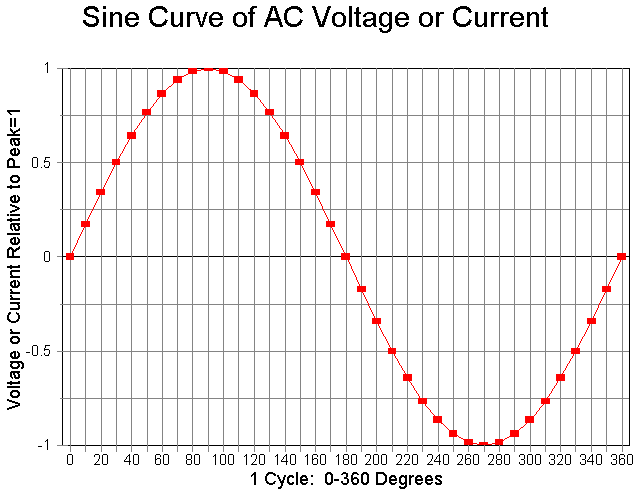 Sine Curve of AC Voltage or Current
Voltage or Current Relative to Peak=1
1
0.5
0
-0.5
-1
0 20 40 60 80 100 120 140 160 180 200 220 240 260 280 300 320 340 360
1 Cycle: 0-360 Degrees